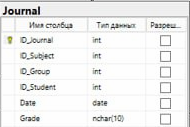 Journal
Имя столбца Тип данных Разреш...
ID_Journal int
ID_Subject int
ID_Group int
ID_Student int
Date date
Grade nchar(10)